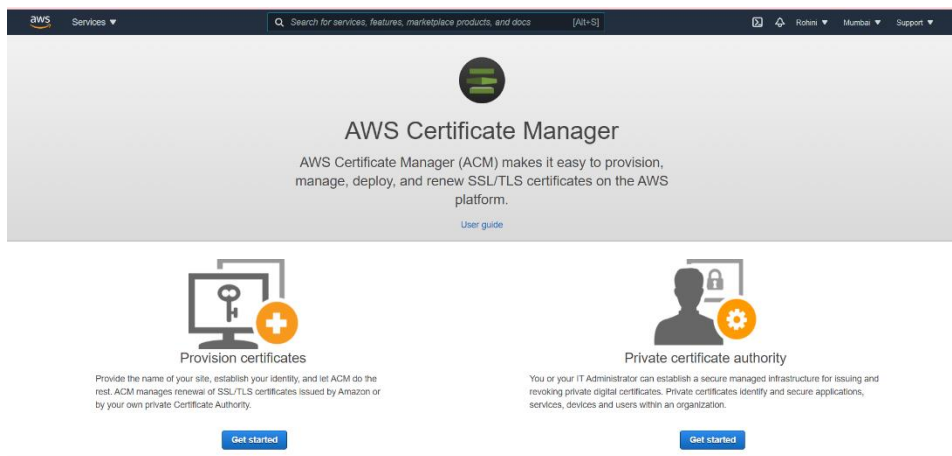 aws Services ▼ Search for services, features, marketplace products, and docs [Alt+S] Rohini ▼ Mumbai ▼ Support ▼
AWS Certificate Manager
AWS Certificate Manager (ACM) makes it easy to provision,
manage, deploy, and renew SSL/TLS certificates on the AWS
platform.
User guide
Provision certificates
Provide the name of your site, establish your identity, and let ACM do the
rest. ACM manages renewal of SSL/TLS certificates issued by Amazon or
by your own private Certificate Authority.
Get started
Private certificate authority
You or your IT Administrator can establish a secure managed infrastructure for issuing and
revoking private digital certificates. Private certificates identify and secure applications,
services, devices and users within an organization.
Get started